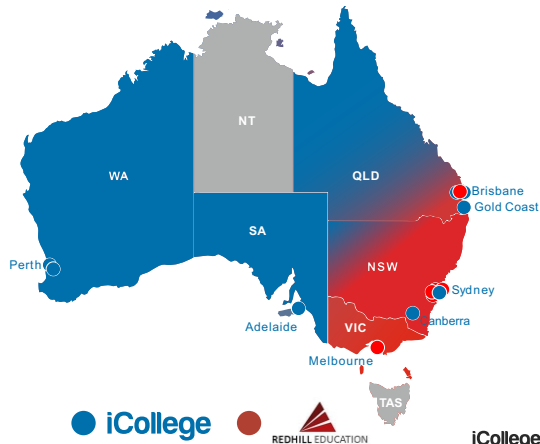 NT
WA
QLD
Brisbane
Gold Coast
SA
NSW
Perth
Sydney
Adelaide
VIC
Canberra
Melbourne
TAS
iCollege
REDHILL EDUCATION
iCollege